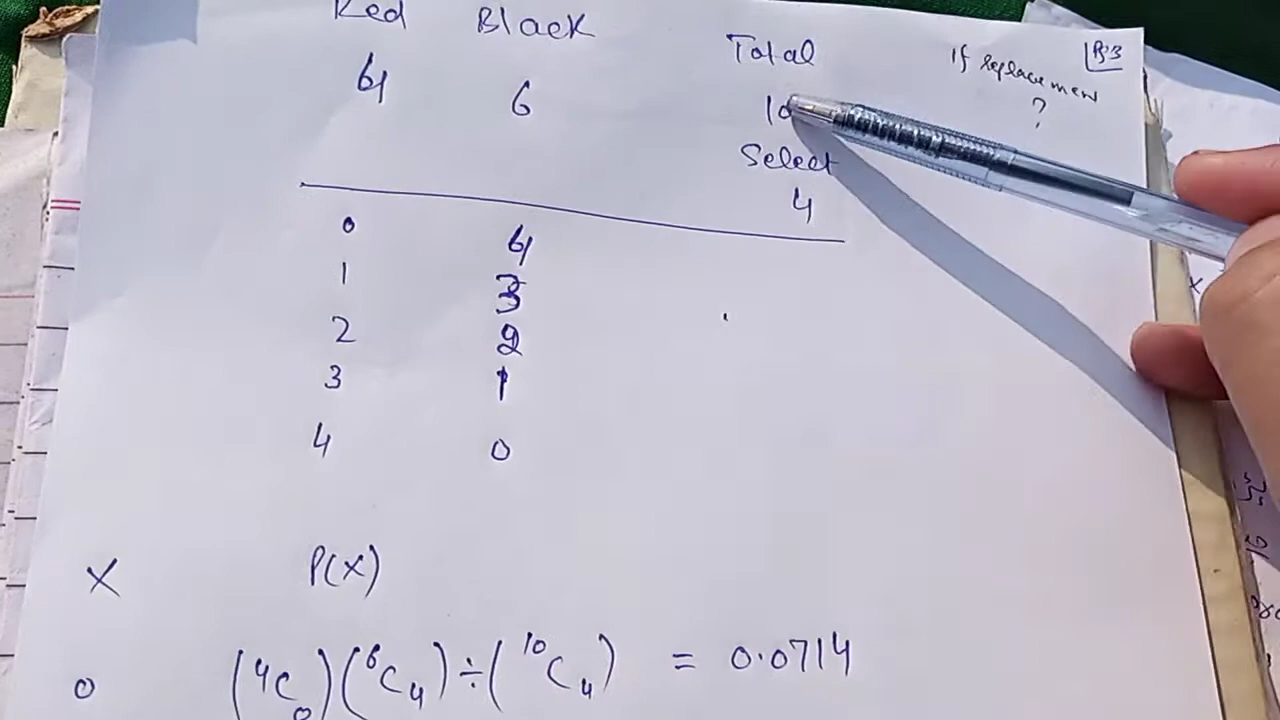 Red Black Total If replacement Pg3
4 6 10 ?
Select
4
0 4
1 3
2 2
3 1
4 0
X P(X)
0 (⁴C₀)(⁶C₄)÷(¹⁰C₄) = 0.0714